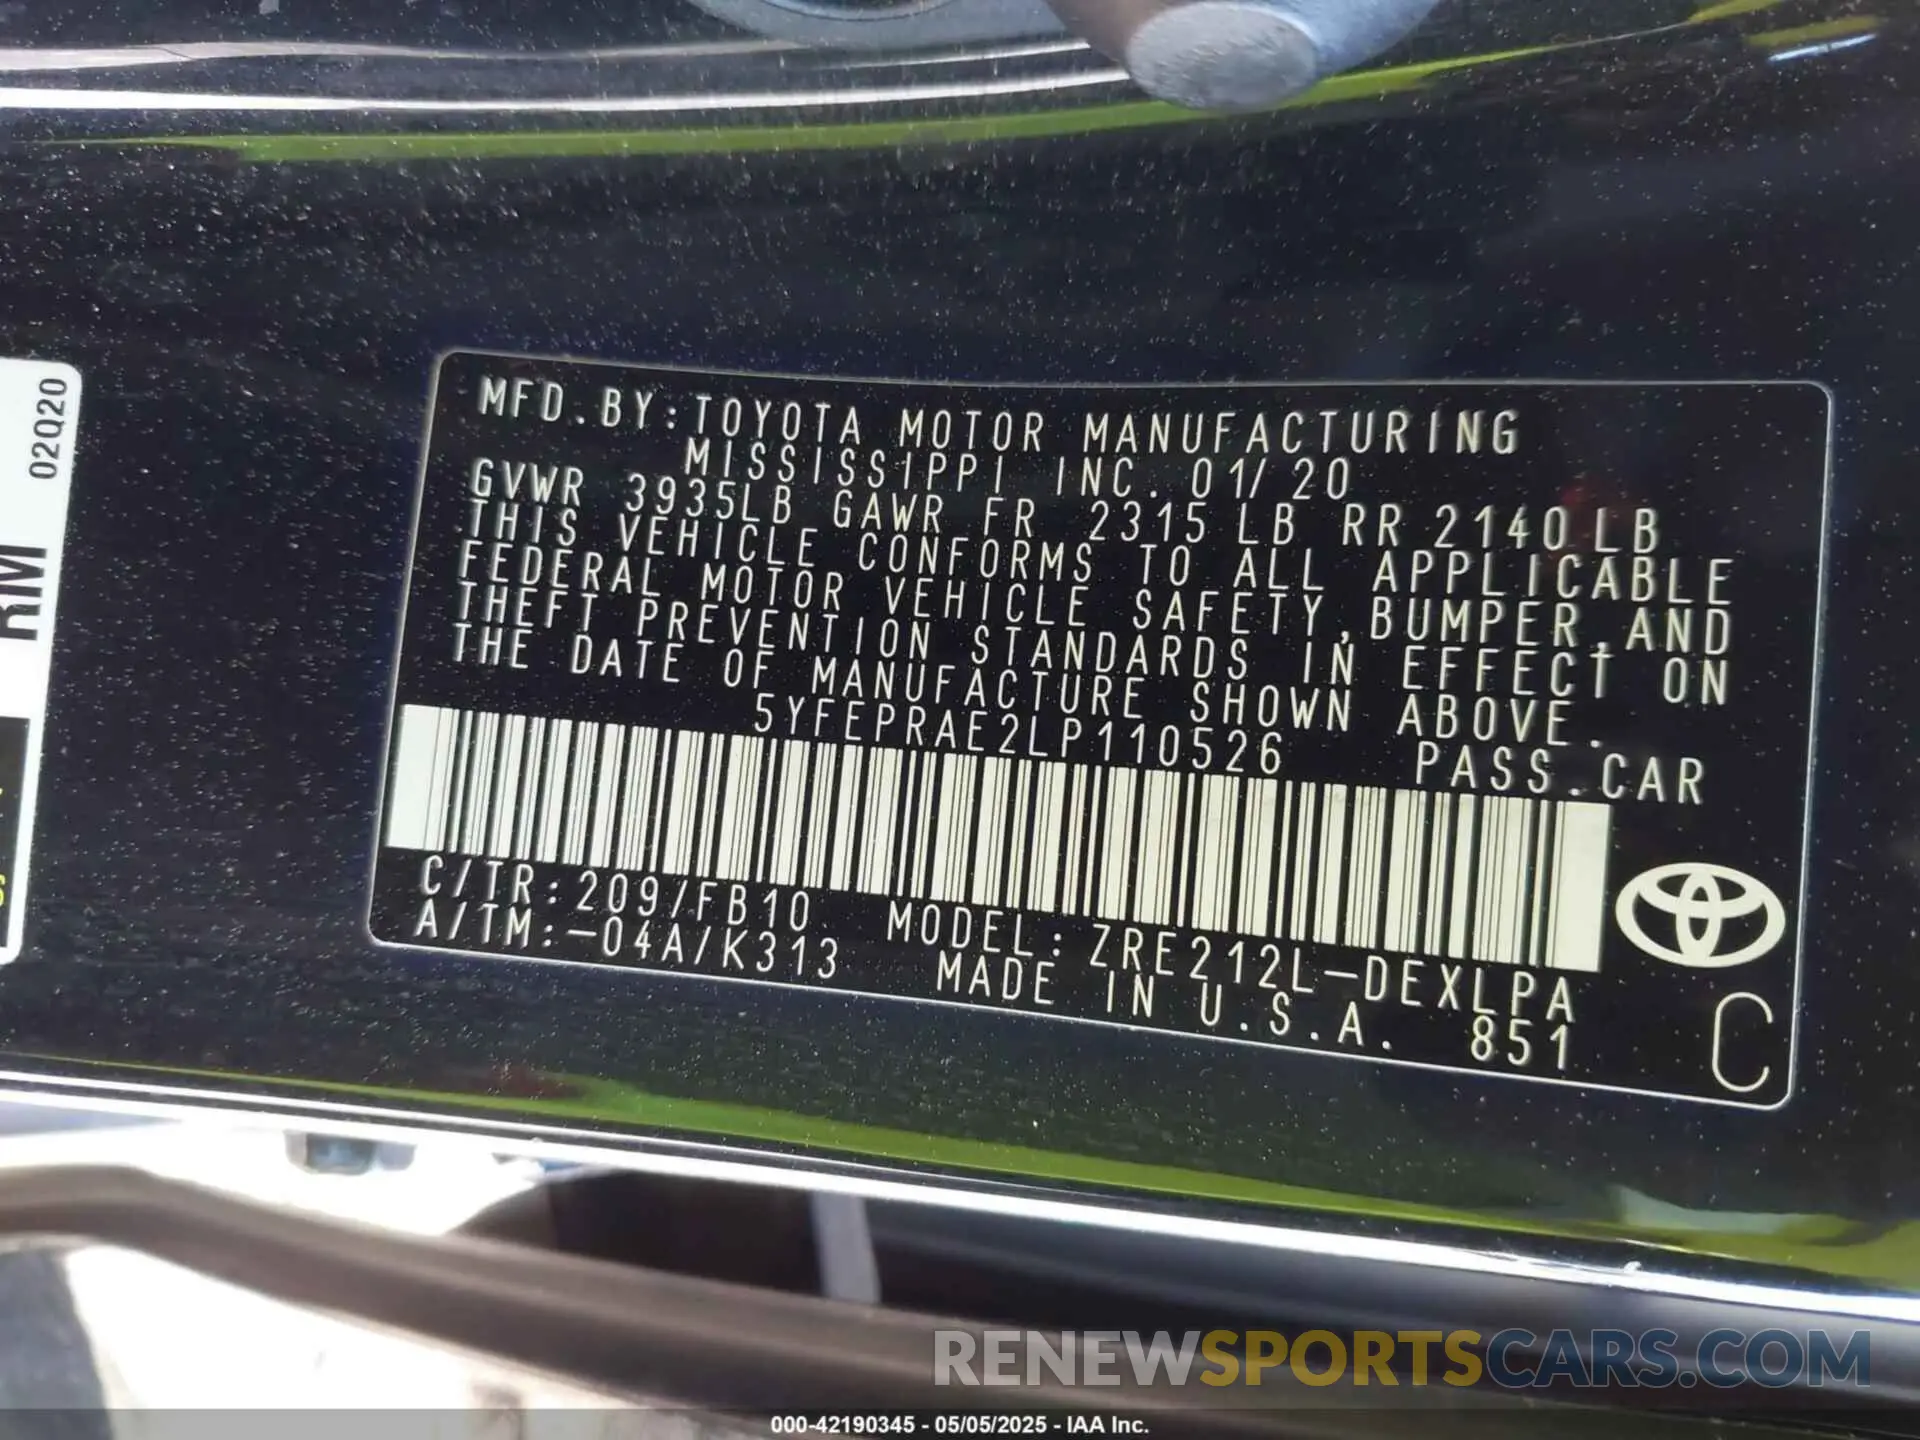 MFD.BY:TOYOTA MOTOR MANUFACTURING
MISSISSIPPI INC. 01/20
GVWR 3935LB GAWR FR 2315 LB RR 2140LB
THIS VEHICLE CONFORMS TO ALL APPLICABLE
FEDERAL MOTOR VEHICLE SAFETY,BUMPER,AND
THEFT PREVENTION STANDARDS IN EFFECT ON
THE DATE OF MANUFACTURE SHOWN ABOVE.
5YFEPRAE2LP110526 PASS.CAR
C/TR:209/FB10 MODEL:ZRE212L-DEXLPA
A/TM:-04A/K313 MADE IN U.S.A. 851
C
02Q20
RM
RENEWSPORTSCARS.COM
000-42190345 - 05/05/2025 - IAA Inc.